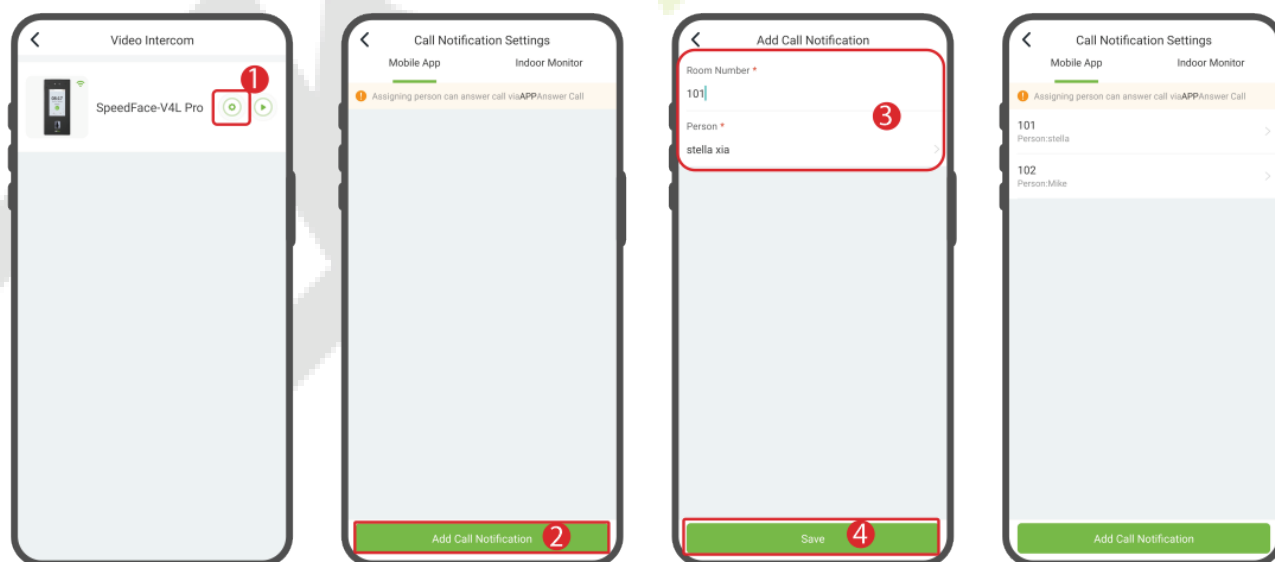 Video Intercom
1
SpeedFace-V4L Pro
Call Notification Settings
Mobile App Indoor Monitor
Assigning person can answer call viaAPPAnswer Call
Add Call Notification 2
Add Call Notification
Room Number *
101
3
Person *
stella xia
Save 4
Call Notification Settings
Mobile App Indoor Monitor
Assigning person can answer call viaAPPAnswer Call
101
Person:stella
102
Person:Mike
Add Call Notification